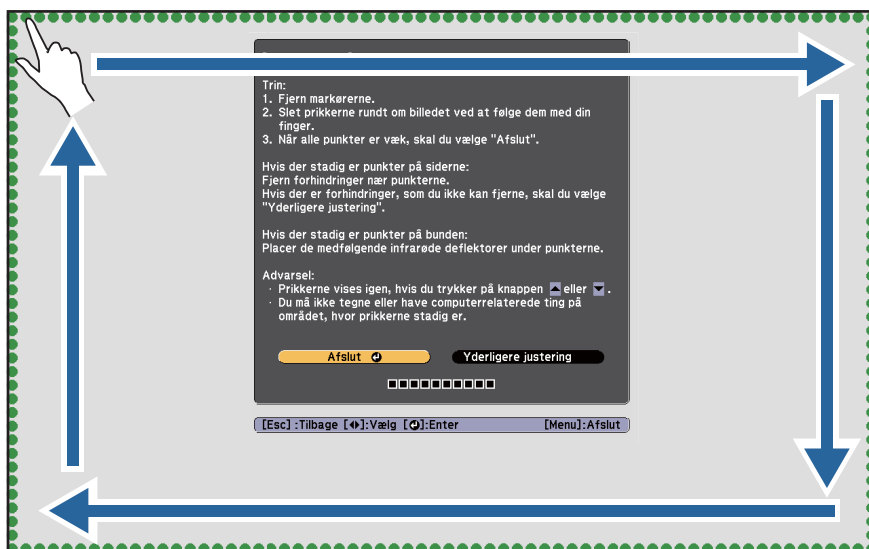 Trin:
1. Fjern markørerne.
2. Slet prikkerne rundt om billedet ved at følge dem med din
finger.
3. Når alle punkter er væk, skal du vælge "Afslut".
Hvis der stadig er punkter på siderne:
Fjern forhindringer nær punkterne.
Hvis der er forhindringer, som du ikke kan fjerne, skal du vælge
"Yderligere justering".
Hvis der stadig er punkter på bunden:
Placer de medfølgende infrarøde deflektorer under punkterne.
Advarsel:
· Prikkerne vises igen, hvis du trykker på knappen ▲ eller ▼ .
· Du må ikke tegne eller have computerrelaterede ting på
området, hvor prikkerne stadig er.
Afslut
Yderligere justering
[Esc] :Tilbage [◀▶]:Vælg [↵]:Enter [Menu]:Afslut